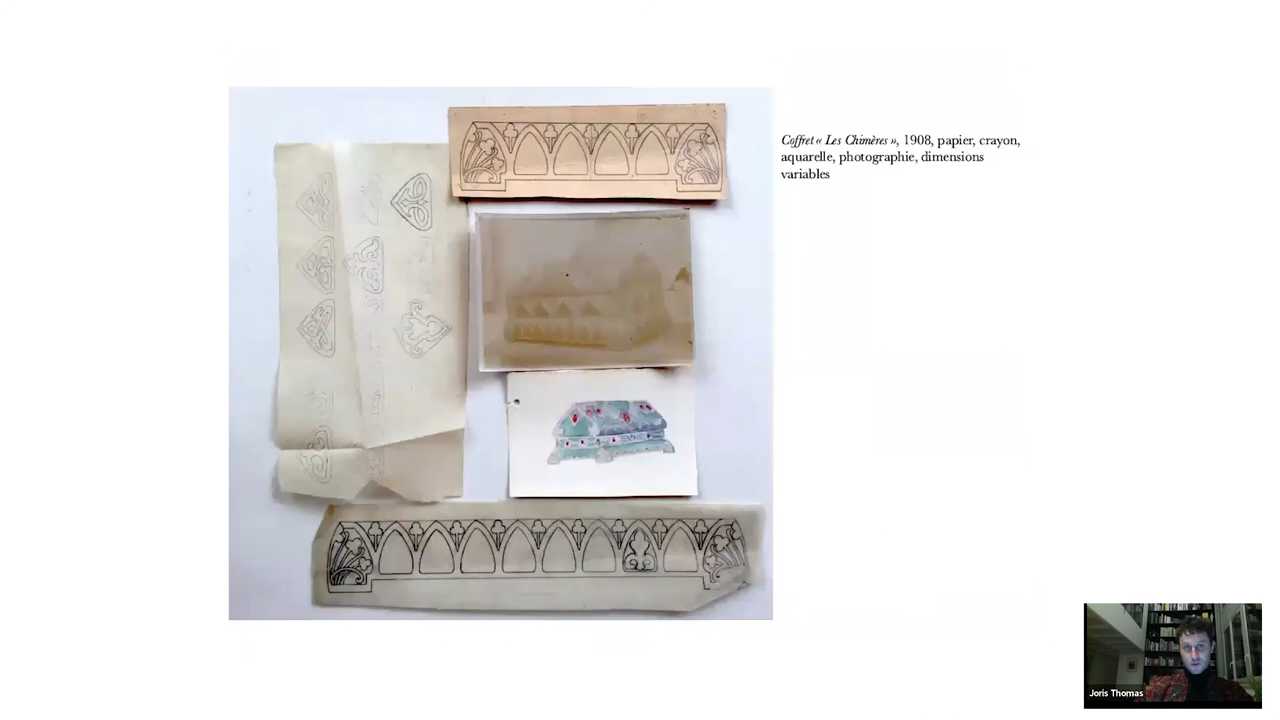 Coffret « Les Chimères », 1908, papier, crayon,
aquarelle, photographie, dimensions
variables
Joris Thomas